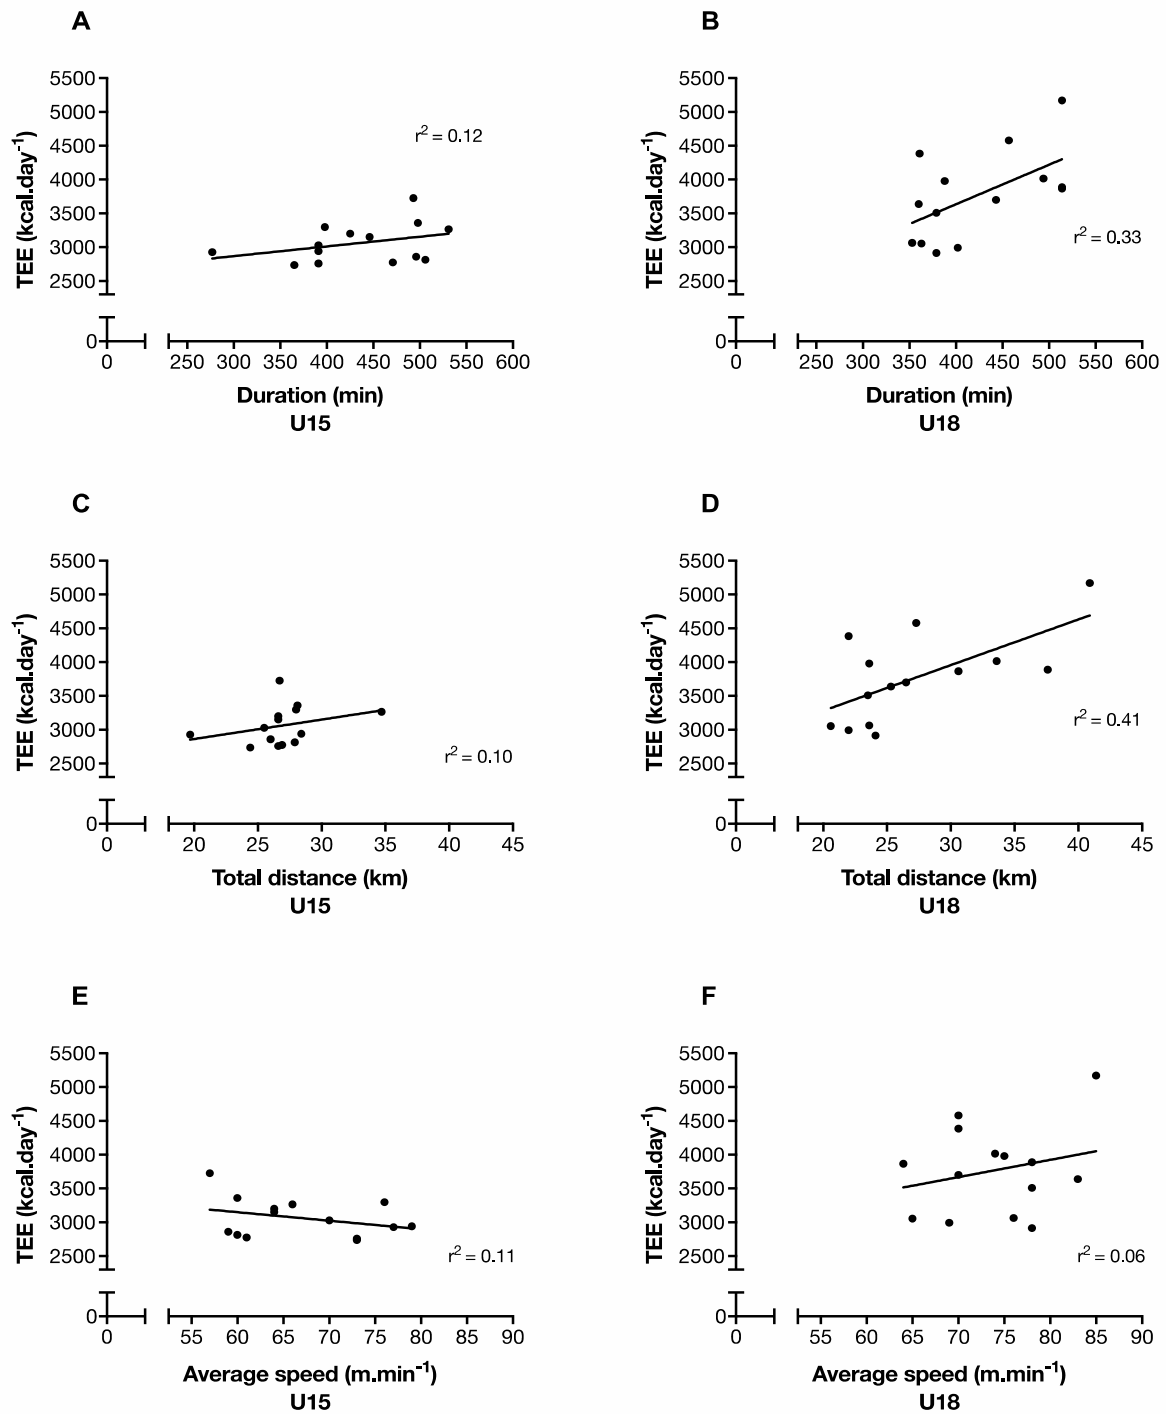 A
TEE (kcal.day⁻¹)
5500
5000
4500
4000
3500
3000
2500
0
r² = 0.12
0 250 300 350 400 450 500 550 600
Duration (min)
U15
B
TEE (kcal.day⁻¹)
5500
5000
4500
4000
3500
3000
2500
0
r² = 0.33
0 250 300 350 400 450 500 550 600
Duration (min)
U18
C
TEE (kcal.day⁻¹)
5500
5000
4500
4000
3500
3000
2500
0
r² = 0.10
0 20 25 30 35 40 45
Total distance (km)
U15
D
TEE (kcal.day⁻¹)
5500
5000
4500
4000
3500
3000
2500
0
r² = 0.41
0 20 25 30 35 40 45
Total distance (km)
U18
E
TEE (kcal.day⁻¹)
5500
5000
4500
4000
3500
3000
2500
0
r² = 0.11
0 55 60 65 70 75 80 85 90
Average speed (m.min⁻¹)
U15
F
TEE (kcal.day⁻¹)
5500
5000
4500
4000
3500
3000
2500
0
r² = 0.06
0 55 60 65 70 75 80 85 90
Average speed (m.min⁻¹)
U18